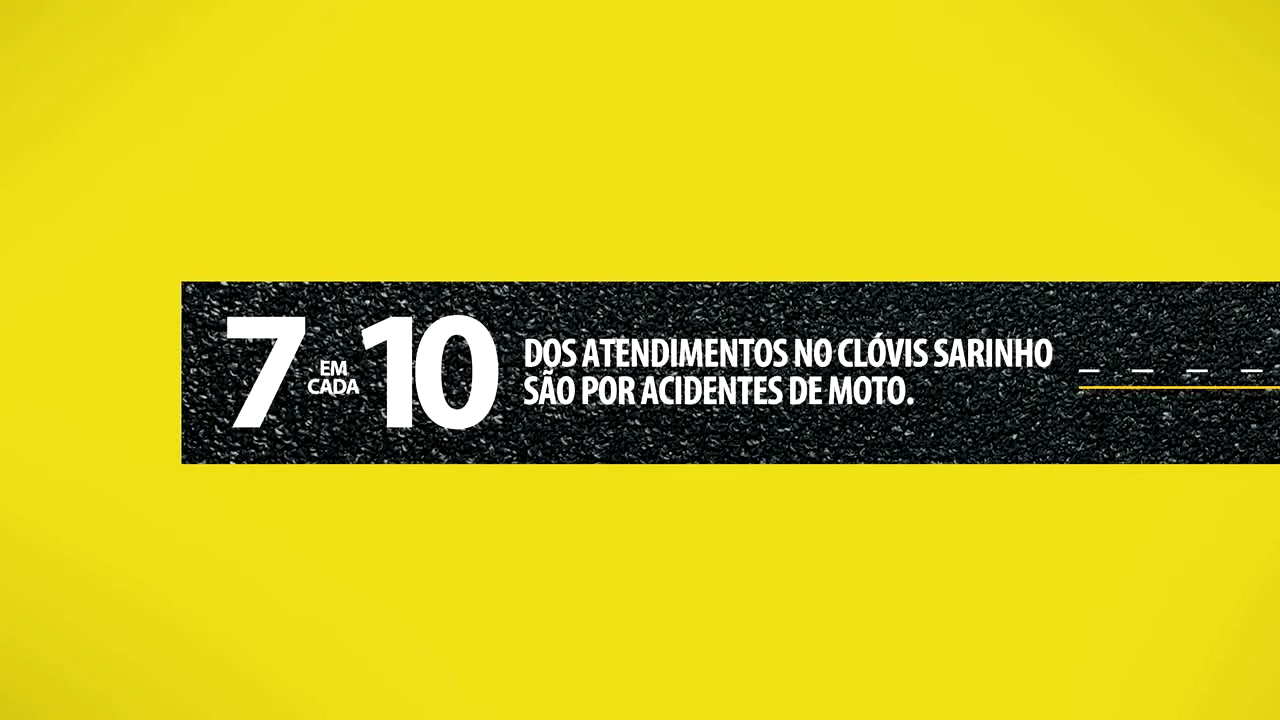 7 EM CADA 10
DOS ATENDIMENTOS NO CLÓVIS SARINHO
SÃO POR ACIDENTES DE MOTO.